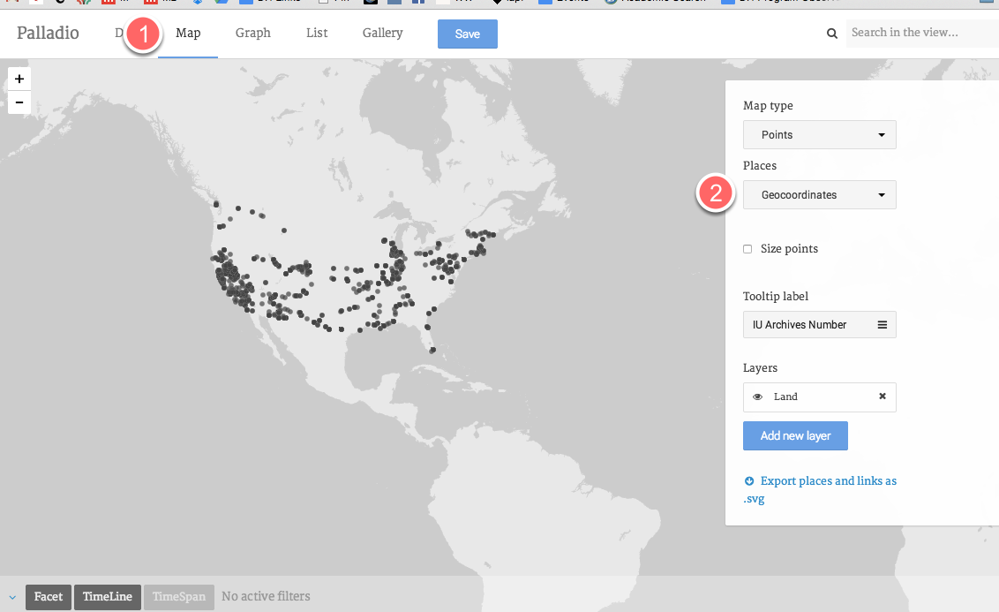 Palladio
1
Map
Graph
List
Gallery
Save
Search in the view...
+
−
Map type
Points
Places
2
Geocoordinates
Size points
Tooltip label
IU Archives Number
Layers
Land
Add new layer
Export places and links as
.svg
Facet
TimeLine
TimeSpan
No active filters